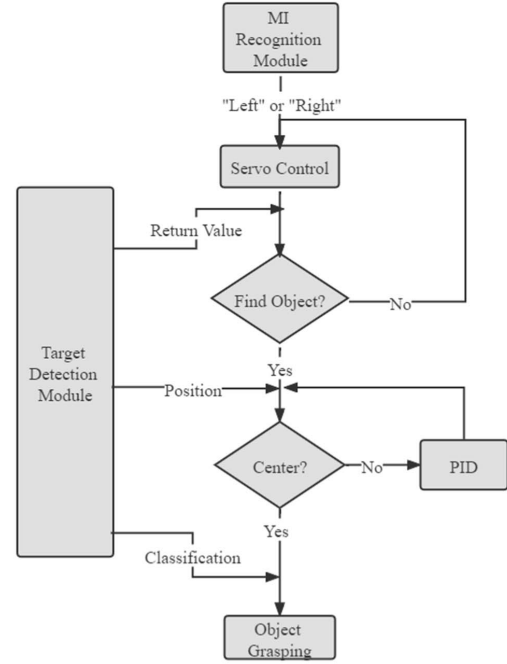 MI
Recognition
Module
"Left" or "Right"
Servo Control
Return Value
Find Object?
No
Target
Detection
Module
Yes
Position
Center?
No
PID
Yes
Classification
Object
Grasping